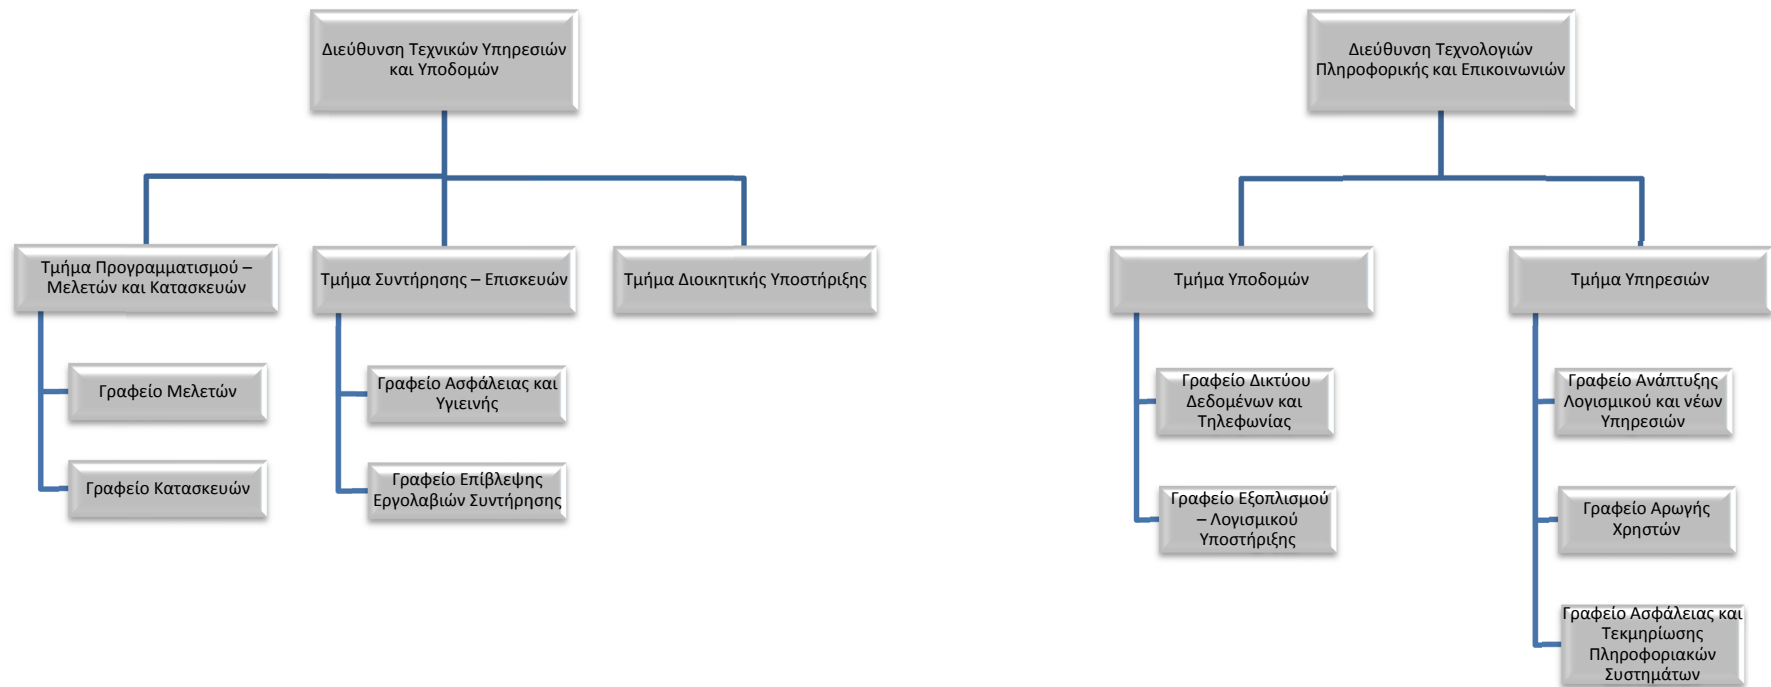 Διεύθυνση Τεχνικών Υπηρεσιών
και Υποδομών
Τμήμα Προγραμματισμού –
Μελετών και Κατασκευών
Γραφείο Μελετών
Γραφείο Κατασκευών
Τμήμα Συντήρησης – Επισκευών
Γραφείο Ασφάλειας και
Υγιεινής
Γραφείο Επίβλεψης
Εργολαβιών Συντήρησης
Τμήμα Διοικητικής Υποστήριξης
Διεύθυνση Τεχνολογιών
Πληροφορικής και Επικοινωνιών
Τμήμα Υποδομών
Γραφείο Δικτύου
Δεδομένων και
Τηλεφωνίας
Γραφείο Εξοπλισμού
– Λογισμικού
Υποστήριξης
Τμήμα Υπηρεσιών
Γραφείο Ανάπτυξης
Λογισμικού και νέων
Υπηρεσιών
Γραφείο Αρωγής
Χρηστών
Γραφείο Ασφάλειας και
Τεκμηρίωσης
Πληροφοριακών
Συστημάτων